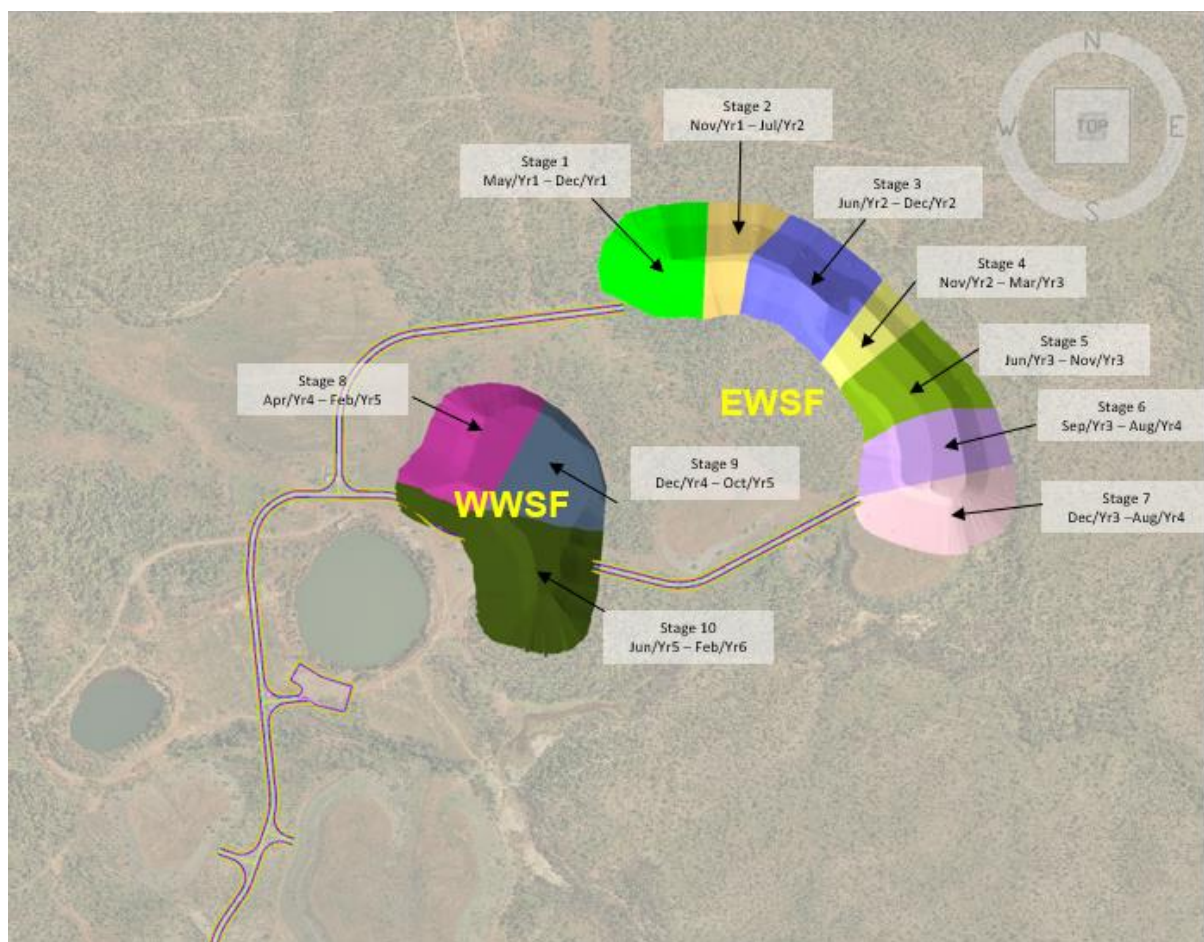 N
W
TOP
E
S
Stage 2
Nov/Yr1 – Jul/Yr2
Stage 1
May/Yr1 – Dec/Yr1
Stage 3
Jun/Yr2 – Dec/Yr2
Stage 4
Nov/Yr2 – Mar/Yr3
Stage 5
Jun/Yr3 – Nov/Yr3
Stage 8
Apr/Yr4 – Feb/Yr5
EWSF
Stage 6
Sep/Yr3 – Aug/Yr4
Stage 9
Dec/Yr4 – Oct/Yr5
WWSF
Stage 7
Dec/Yr3 –Aug/Yr4
Stage 10
Jun/Yr5 – Feb/Yr6